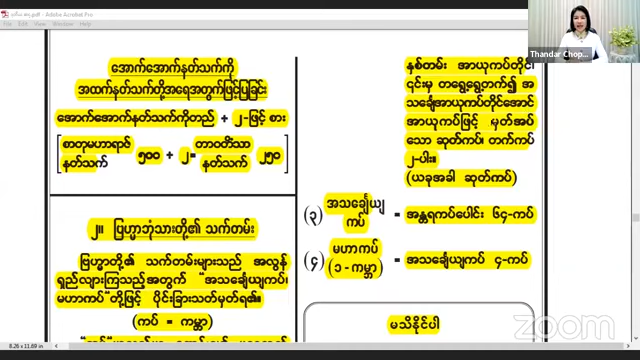 File Edit View Window Help
Adobe Acrobat Pro
Thandar Chop...
အောက်အောက်နတ်သက်ကို
အထက်နတ်သက်တို့အရေအတွက်ဖြင့်ပြခြင်း
အောက်အောက်နတ်သက်ကိုတည် ÷ ၂-ဖြင့် စား
စာတုမဟာရာဇ်
နတ်သက်
၅၀၀ ÷ ၂=
တာဝတိံသာ
နတ်သက်
၂၅၀
၂။ ဗြဟ္မာဘုံသားတို့၏ သက်တမ်း
ဗြဟ္မာတို့၏ သက်တမ်းများသည် အလွန်
ရှည်လျားကြသည့်အတွက် “အသင်္ချေယျကပ်၊
မဟာကပ်”တို့ဖြင့် ပိုင်းခြားသတ်မှတ်ရ၏။
(ကပ် = ကမ္ဘာ)
နှစ်တမ်း အာယုကပ်တိုင်၊
၎င်းမှ တရွေ့ရွေ့တက်၍ အ
သင်္ချေအာယုကပ်တိုင်အောင်
အာယုကပ်ဖြင့် မှတ်အပ်
သော ဆုတ်ကပ်၊ တက်ကပ်
၂-ပါး။
(ယခုအခါ ဆုတ်ကပ်)
(၃) အသင်္ချေယျ
ကပ်
= အန္တရကပ်ပေါင်း ၆၄-ကပ်
(၄) မဟာကပ်
(၁-ကမ္ဘာ)
= အသင်္ချေယျကပ် ၄-ကပ်
မသိနိုင်ပါ
8.26 x 11.69 in
zoom